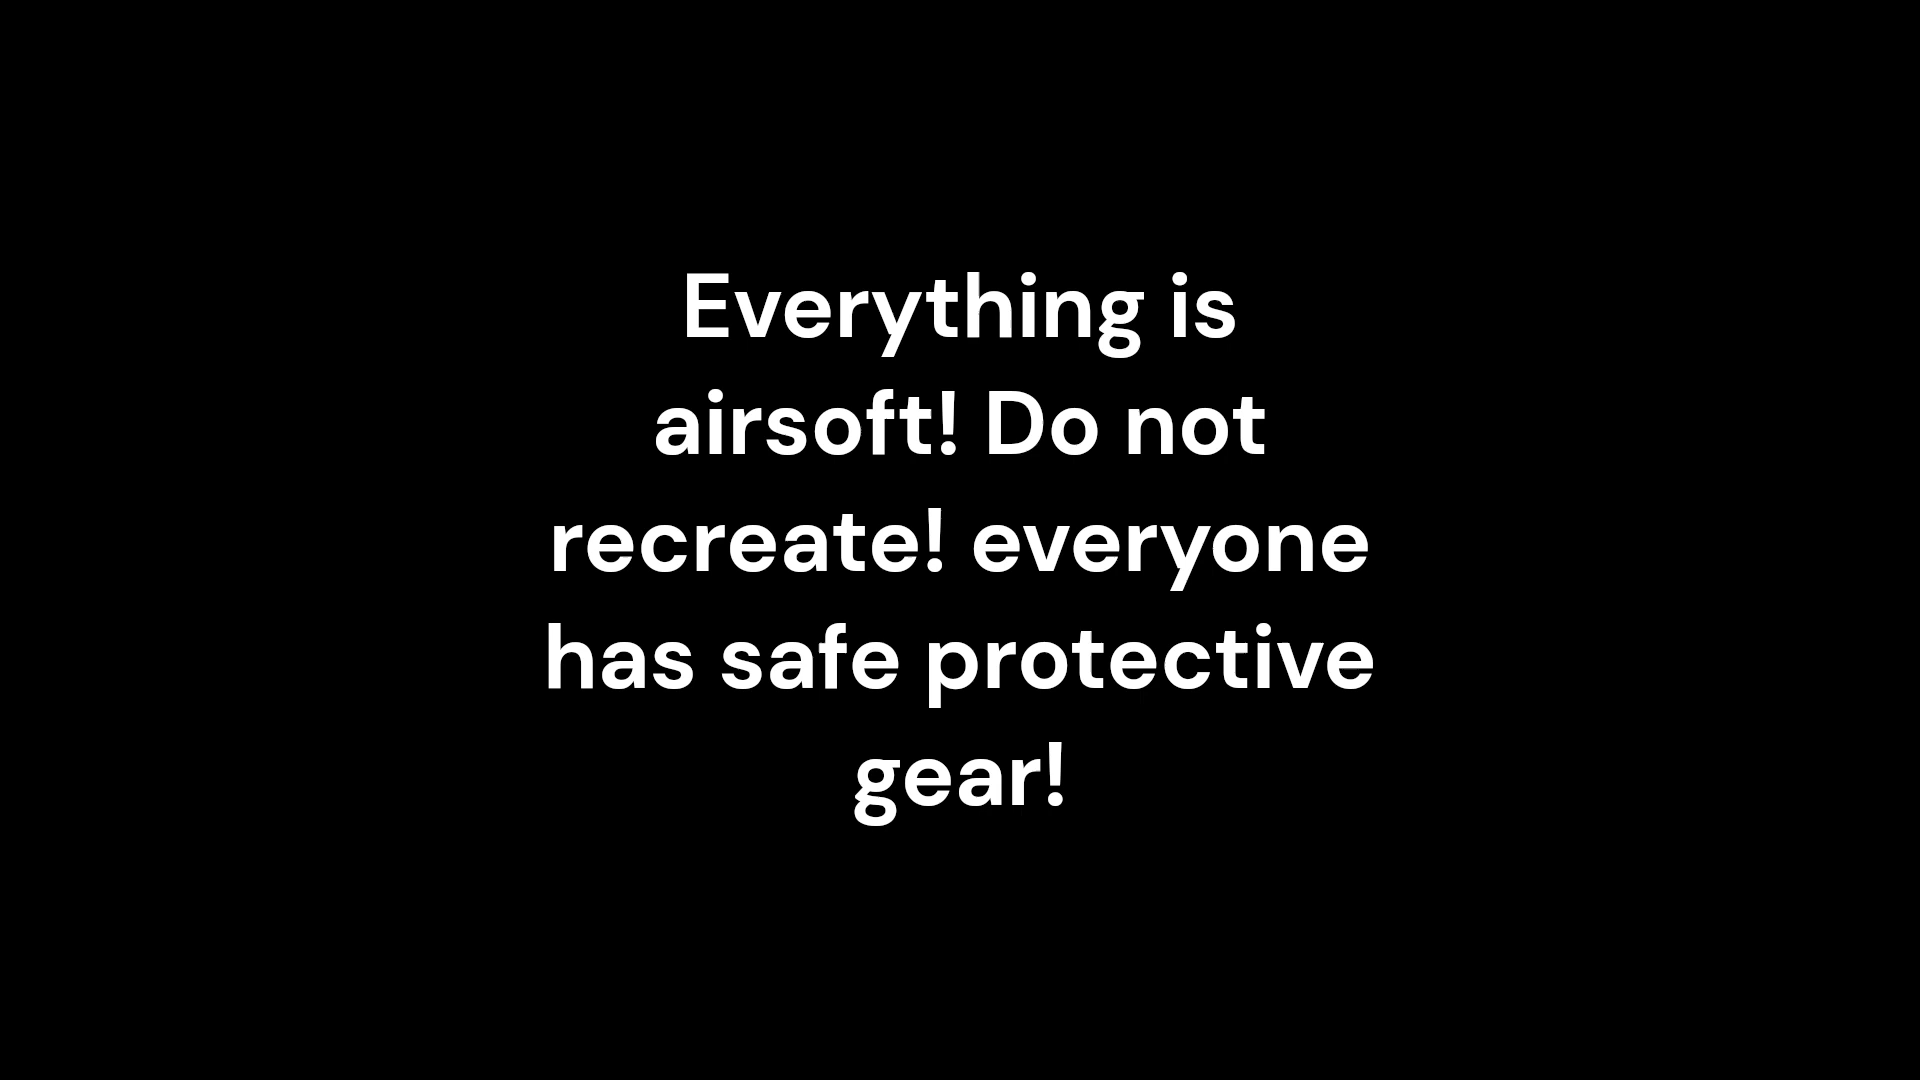 Everything is
airsoft! Do not
recreate! everyone
has safe protective
gear!